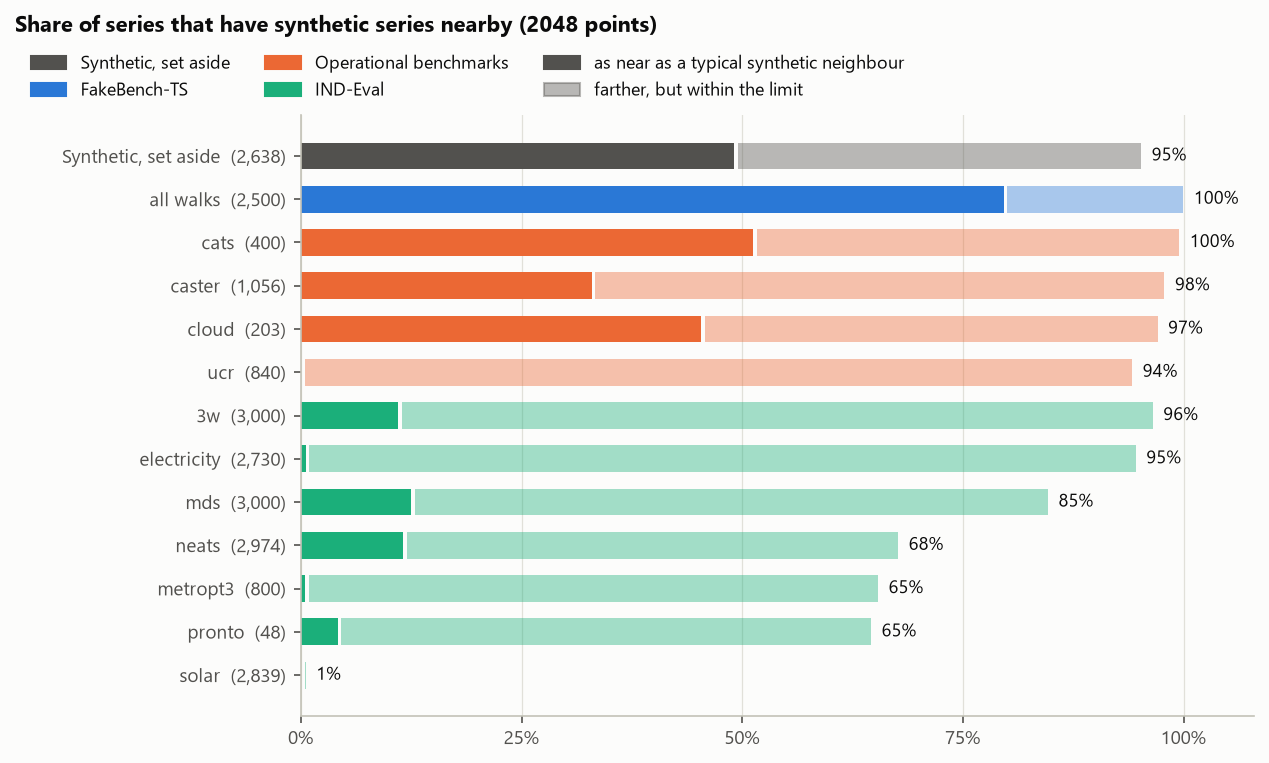 Share of series that have synthetic series nearby (2048 points)
Synthetic, set aside
Operational benchmarks
as near as a typical synthetic neighbour
FakeBench-TS
IND-Eval
farther, but within the limit
Synthetic, set aside (2,638) 95%
all walks (2,500) 100%
cats (400) 100%
caster (1,056) 98%
cloud (203) 97%
ucr (840) 94%
3w (3,000) 96%
electricity (2,730) 95%
mds (3,000) 85%
neats (2,974) 68%
metropt3 (800) 65%
pronto (48) 65%
solar (2,839) 1%
0% 25% 50% 75% 100%